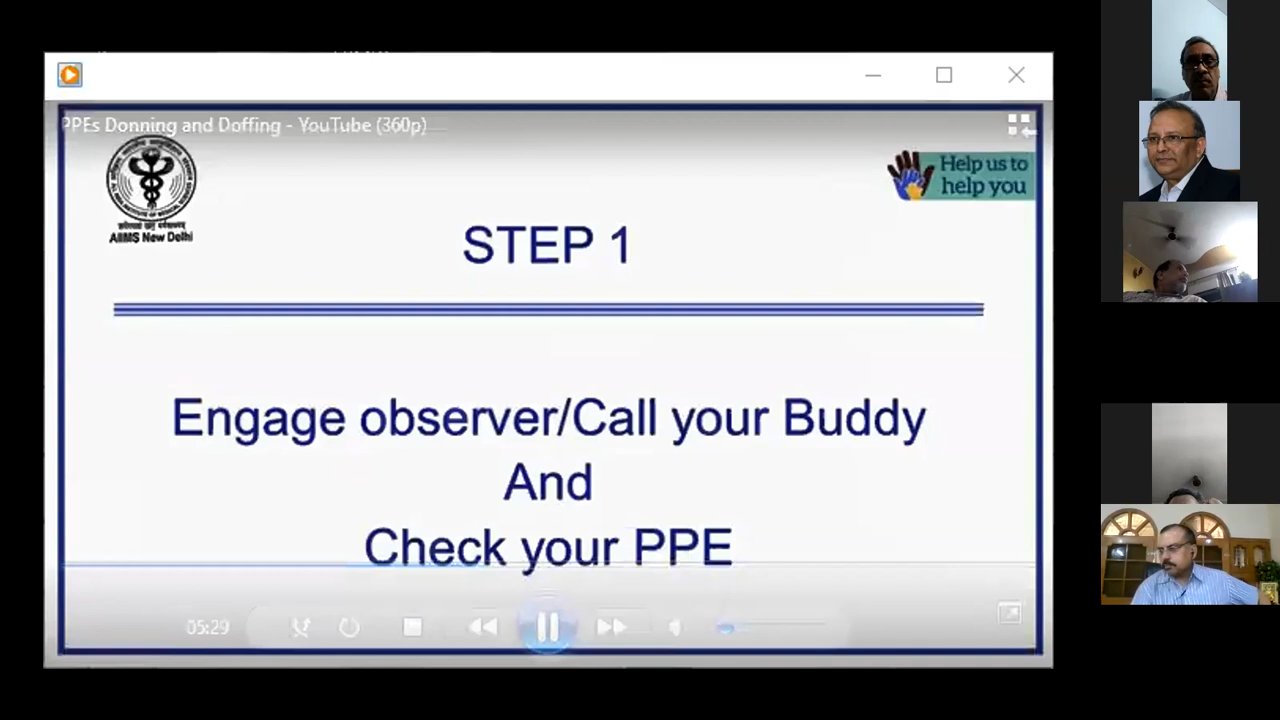 PPEs Donning and Doffing - YouTube (360p)
AIIMS New Delhi
Help us to
help you
STEP 1
Engage observer/Call your Buddy
And
Check your PPE
05:29